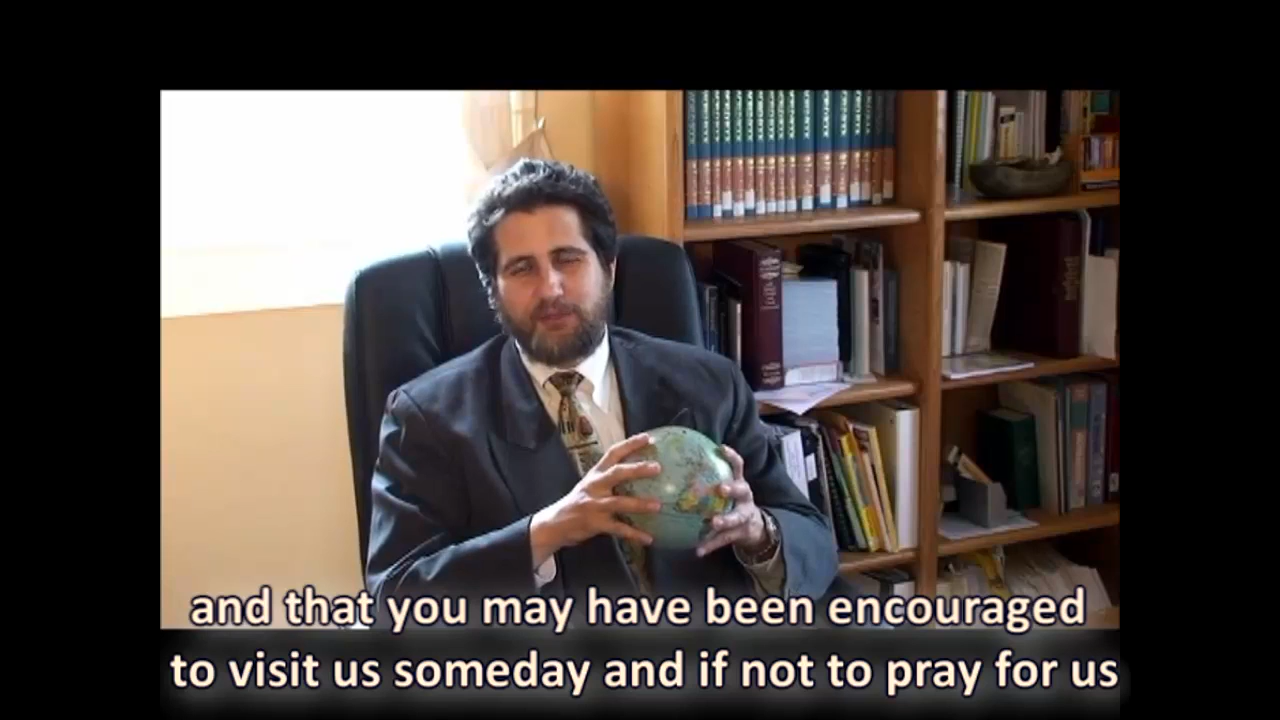 and that you may have been encouraged
to visit us someday and if not to pray for us